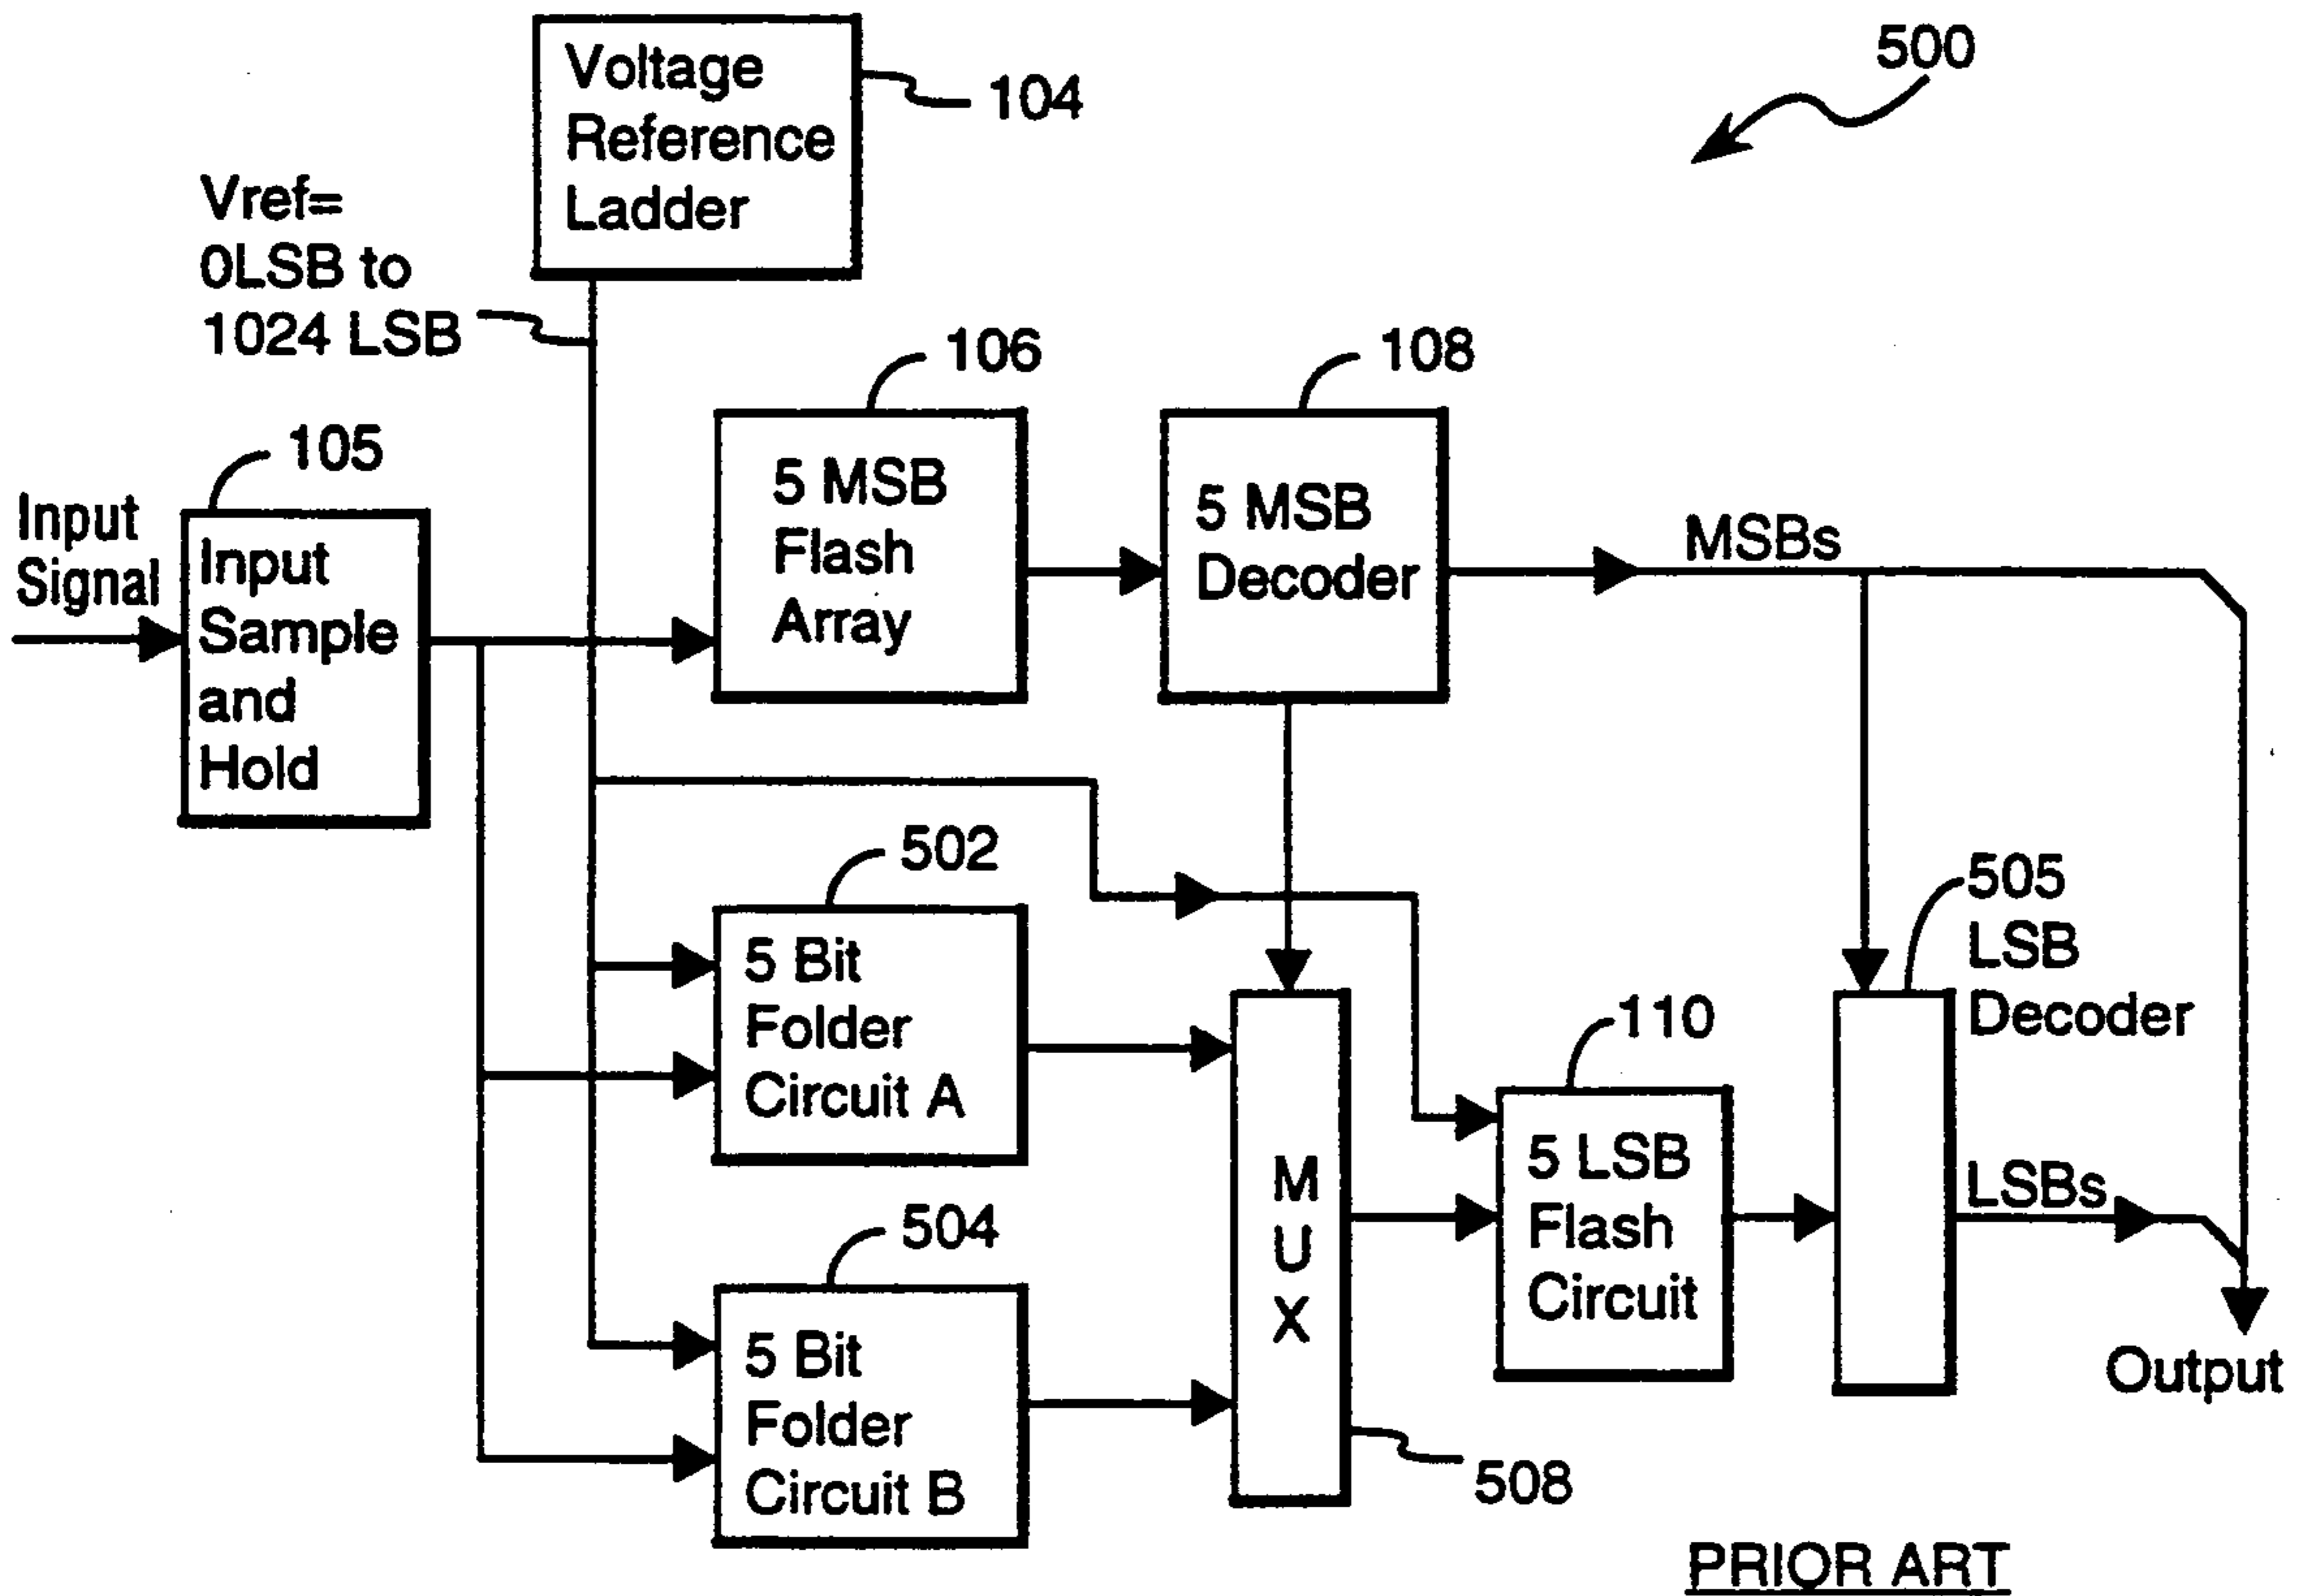 Voltage
Reference
Ladder
104
500
Vref=
0LSB to
1024 LSB
106
108
105
Input
Signal
Input
Sample
and
Hold
5 MSB
Flash
Array
5 MSB
Decoder
MSBs
502
5 Bit
Folder
Circuit A
505
LSB
Decoder
110
5 LSB
Flash
Circuit
LSBs
504
5 Bit
Folder
Circuit B
M
U
X
508
Output
PRIOR ART